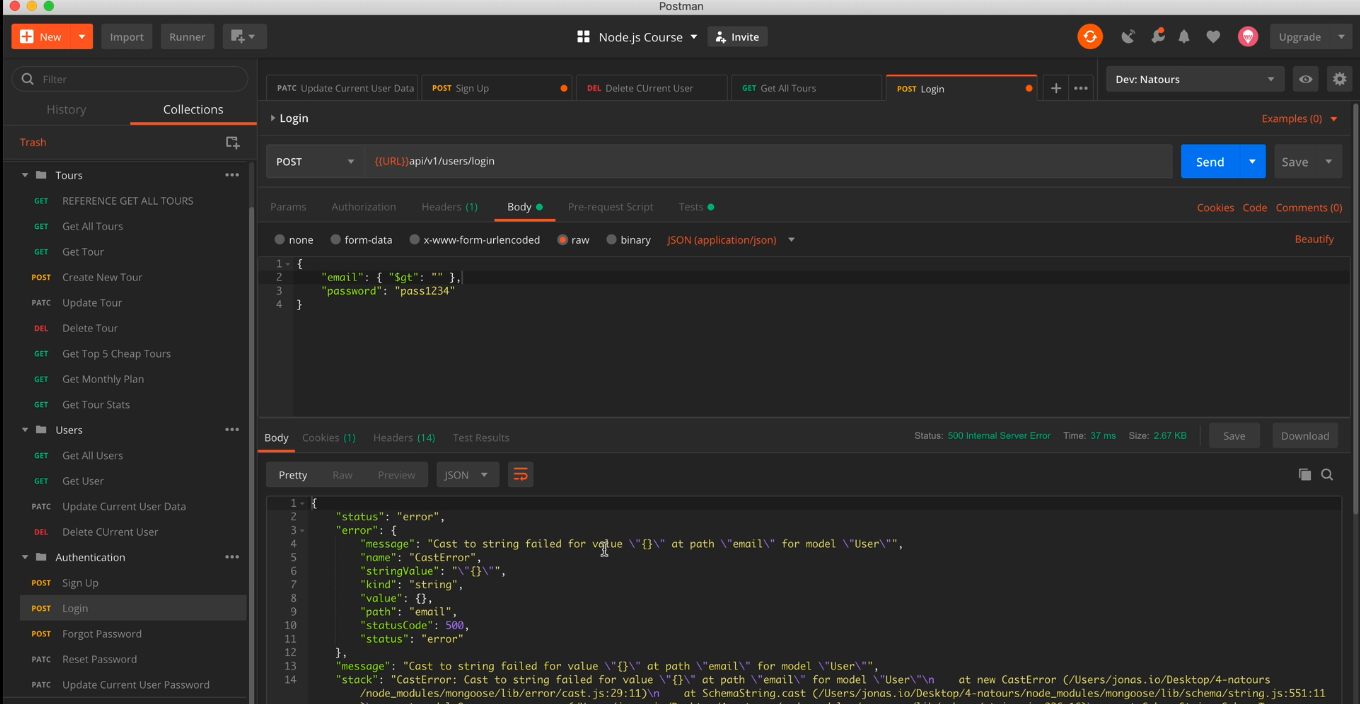 Postman
New
Import
Runner
Node.js Course
Invite
Upgrade
Filter
History
Collections
Trash
Tours
GET REFERENCE GET ALL TOURS
GET Get All Tours
GET Get Tour
POST Create New Tour
PATC Update Tour
DEL Delete Tour
GET Get Top 5 Cheap Tours
GET Get Monthly Plan
GET Get Tour Stats
Users
GET Get All Users
GET Get User
PATC Update Current User Data
DEL Delete CUrrent User
Authentication
POST Sign Up
POST Login
POST Forgot Password
PATC Reset Password
PATC Update Current User Password
PATC Update Current User Data
POST Sign Up
DEL Delete CUrrent User
GET Get All Tours
POST Login
Dev: Natours
Login
Examples (0)
POST
{{URL}}api/v1/users/login
Send
Save
Params
Authorization
Headers (1)
Body
Pre-request Script
Tests
Cookies Code Comments (0)
none
form-data
x-www-form-urlencoded
raw
binary
JSON (application/json)
Beautify
1 {
2 "email": { "$gt": "" },
3 "password": "pass1234"
4 }
Body
Cookies (1)
Headers (14)
Test Results
Status: 500 Internal Server Error Time: 37 ms Size: 2.67 KB
Save
Download
Pretty
Raw
Preview
JSON
1 {
2 "status": "error",
3 "error": {
4 "message": "Cast to string failed for value \"{}\" at path \"email\" for model \"User\"",
5 "name": "CastError",
6 "stringValue": "\"{}\"",
7 "kind": "string",
8 "value": {},
9 "path": "email",
10 "statusCode": 500,
11 "status": "error"
12 },
13 "message": "Cast to string failed for value \"{}\" at path \"email\" for model \"User\"",
14 "stack": "CastError: Cast to string failed for value \"{}\" at path \"email\" for model \"User\"\n at new CastError (/Users/jonas.io/Desktop/4-natours
/node_modules/mongoose/lib/error/cast.js:29:11)\n at SchemaString.cast (/Users/jonas.io/Desktop/4-natours/node_modules/mongoose/lib/schema/string.js:551:11